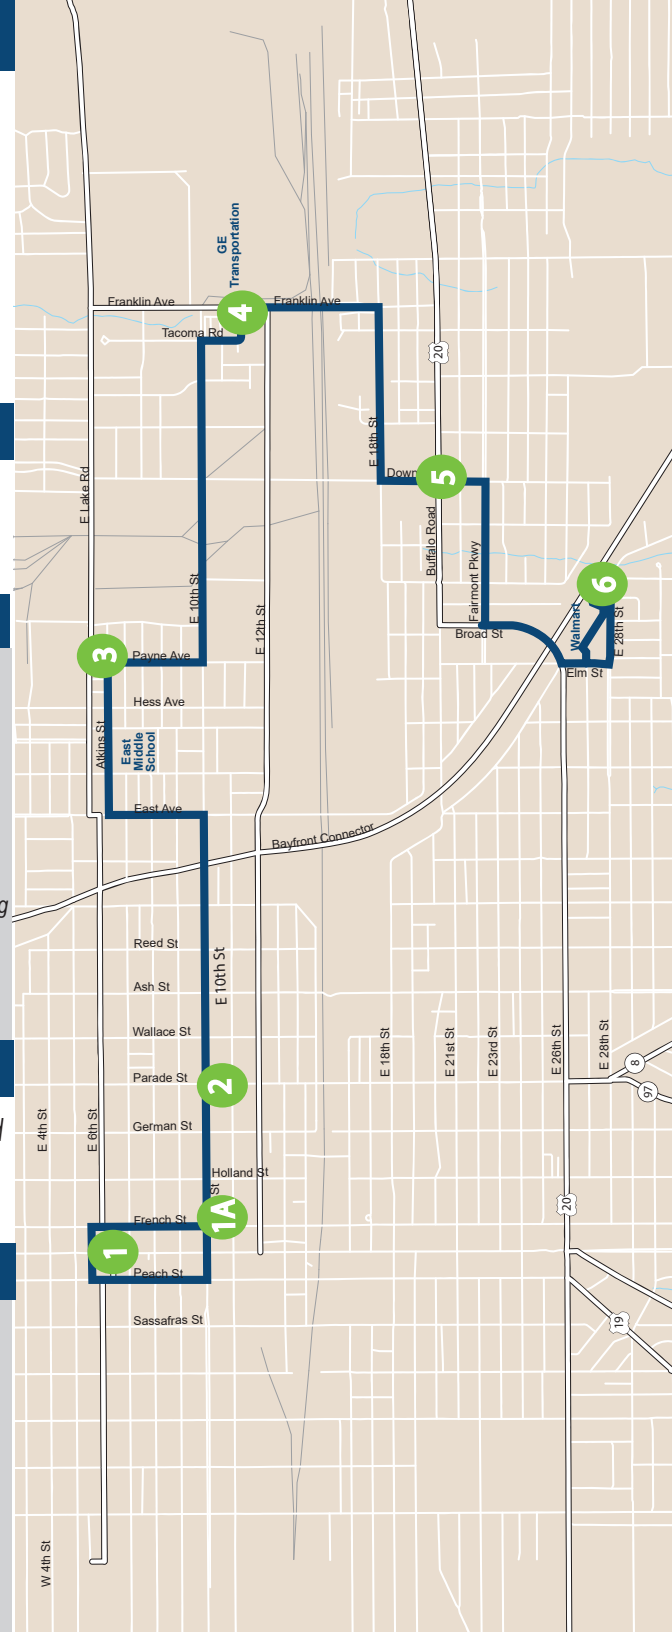 GE
Transportation
Franklin Ave
Franklin Ave
4
Tacoma Rd
20
E 18th St
Down
5
E Lake Rd
Buffalo Road
Fairmont Pkwy
E 10th St
E 12th St
6
Walmart
E 28th St
Broad St
Elm St
3
Payne Ave
Hess Ave
Atkins St
East
Middle
School
East Ave
Bayfront Connector
g
Reed St
E 10th St
Ash St
Wallace St
E 18th St
E 21st St
E 23rd St
E 26th St
E 28th St
8
97
Parade St
2
d
E 4th St
E 6th St
German St
Holland St
St
French St
1A
1
Peach St
20
Sassafras St
19
W 4th St